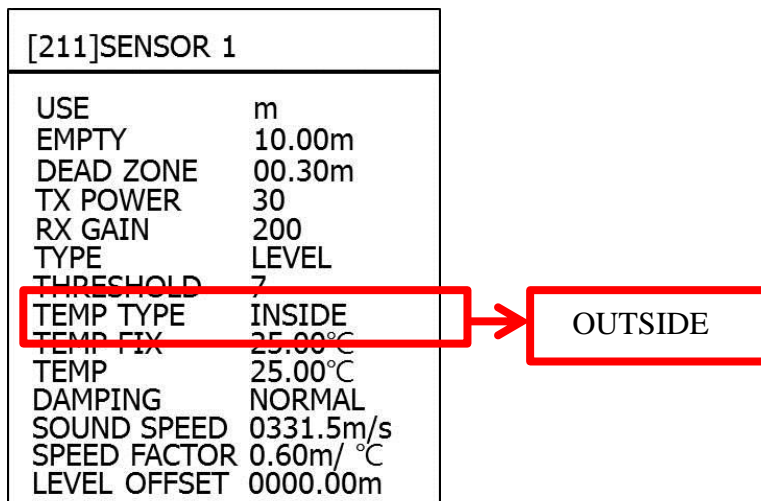 [211]SENSOR 1
USE m
EMPTY 10.00m
DEAD ZONE 00.30m
TX POWER 30
RX GAIN 200
TYPE LEVEL
THRESHOLD 7
TEMP TYPE INSIDE
OUTSIDE
TEMP FIX 25.00℃
TEMP 25.00℃
DAMPING NORMAL
SOUND SPEED 0331.5m/s
SPEED FACTOR 0.60m/ ℃
LEVEL OFFSET 0000.00m